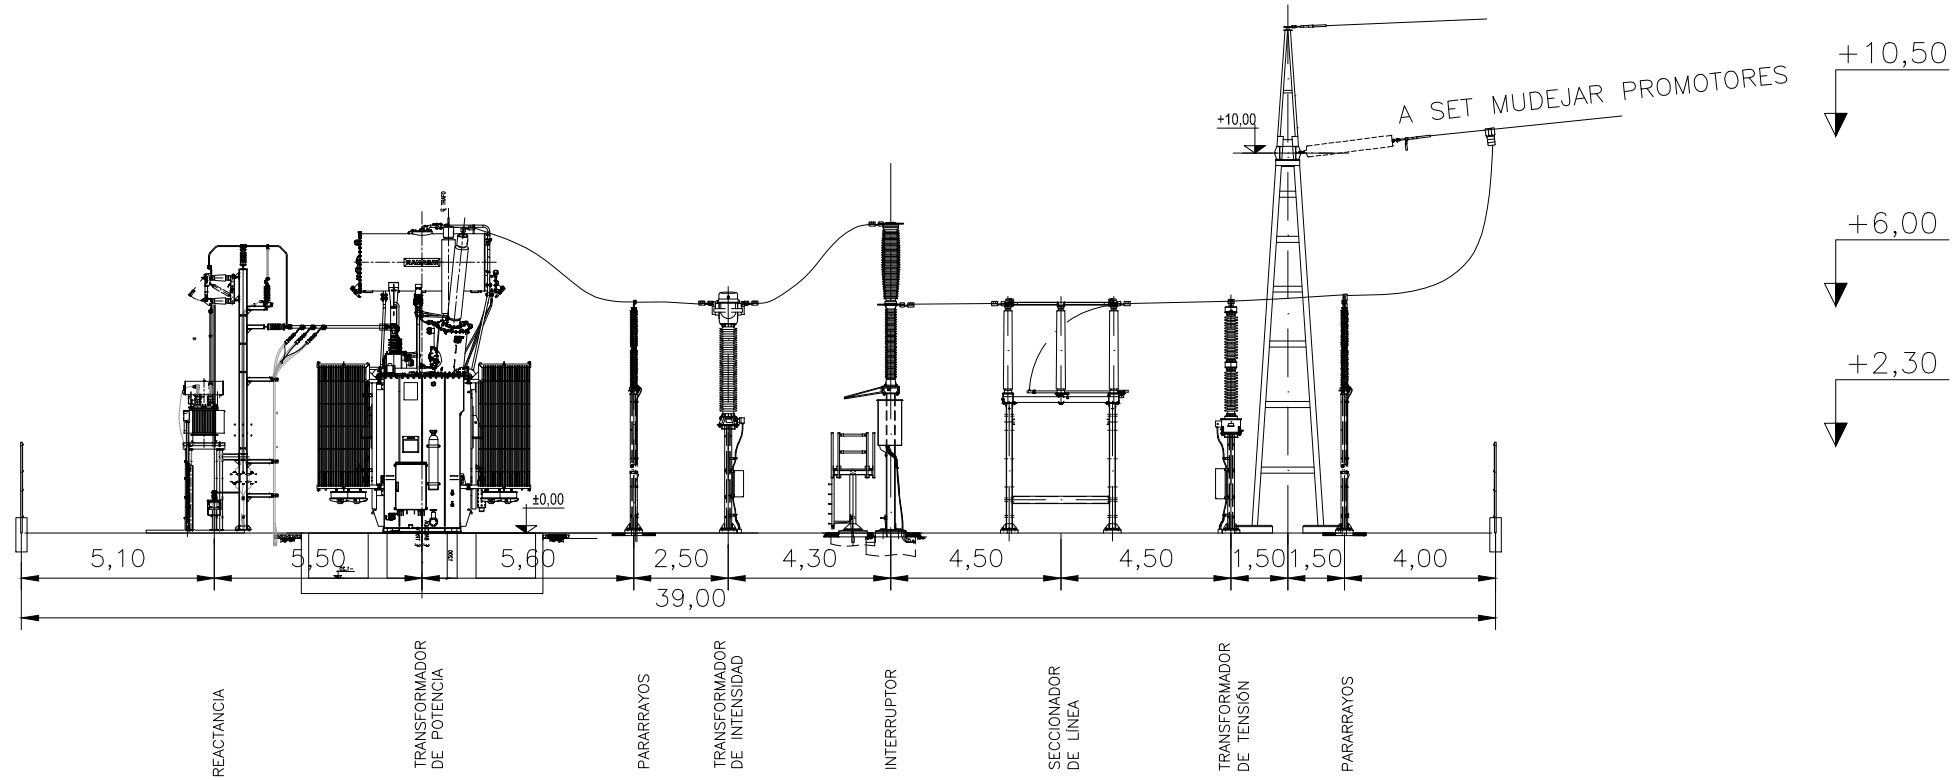 +10,50
A SET MUDEJAR PROMOTORES
+10,00
+6,00
+2,30
±0,00
5,10
5,50
5,60
2,50
4,30
4,50
4,50
1,50
1,50
4,00
39,00
REACTANCIA
TRANSFORMADOR
DE POTENCIA
PARARRAYOS
TRANSFORMADOR
DE INTENSIDAD
INTERRUPTOR
SECCIONADOR
DE LÍNEA
TRANSFORMADOR
DE TENSIÓN
PARARRAYOS